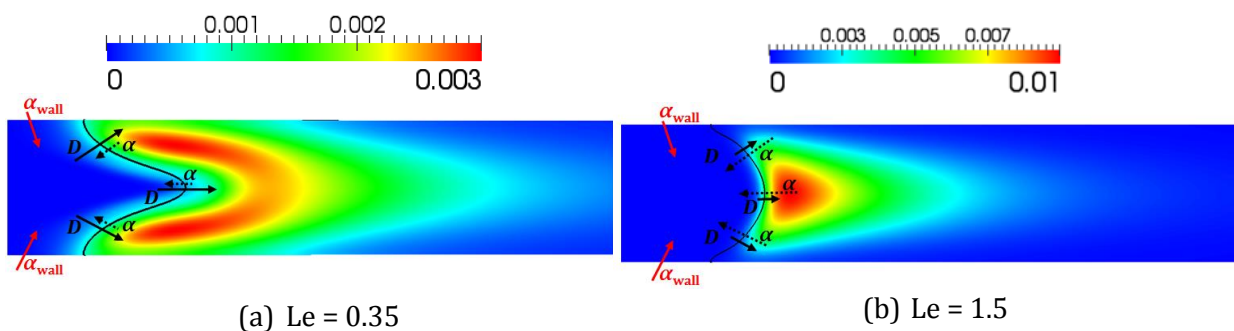 0.001 0.002
0 0.003
α_wall
D α
D α
D α
α_wall
(a) Le = 0.35
0.003 0.005 0.007
0 0.01
α_wall
D α
D α
D α
α_wall
(b) Le = 1.5